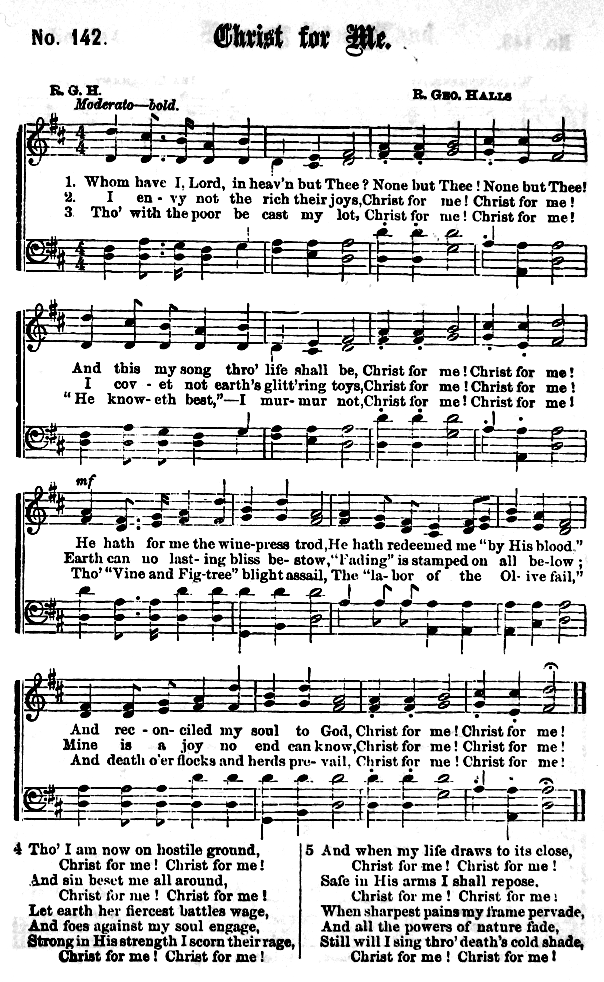 No. 142.
Christ for Me.
R. G. H.
R. GEO. HALLS
Moderato—bold.
1. Whom have I, Lord, in heav'n but Thee? None but Thee! None but Thee!
2. I en-vy not the rich their joys, Christ for me! Christ for me!
3 Tho' with the poor be cast my lot, Christ for me! Christ for me!
And this my song thro' life shall be, Christ for me! Christ for me!
I cov-et not earth's glitt'ring toys, Christ for me! Christ for me!
"He know-eth best,"—I mur-mur not, Christ for me! Christ for me!
mf
He hath for me the wine-press trod, He hath redeemed me "by His blood."
Earth can no last-ing bliss be-stow, "Fading" is stamped on all be-low;
Tho' "Vine and Fig-tree" blight assail, The "la-bor of the Ol-ive fail,"
And rec-on-ciled my soul to God, Christ for me! Christ for me!
Mine is a joy no end can know, Christ for me! Christ for me!
And death o'er flocks and herds pre-vail, Christ for me! Christ for me!
4 Tho' I am now on hostile ground,
Christ for me! Christ for me!
And sin beset me all around,
Christ for me! Christ for me!
Let earth her fiercest battles wage,
And foes against my soul engage,
Strong in His strength I scorn their rage,
Christ for me! Christ for me!
5 And when my life draws to its close,
Christ for me! Christ for me!
Safe in His arms I shall repose.
Christ for me! Christ for me!
When sharpest pains my frame pervade,
And all the powers of nature fade,
Still will I sing thro' death's cold shade,
Christ for me! Christ for me!